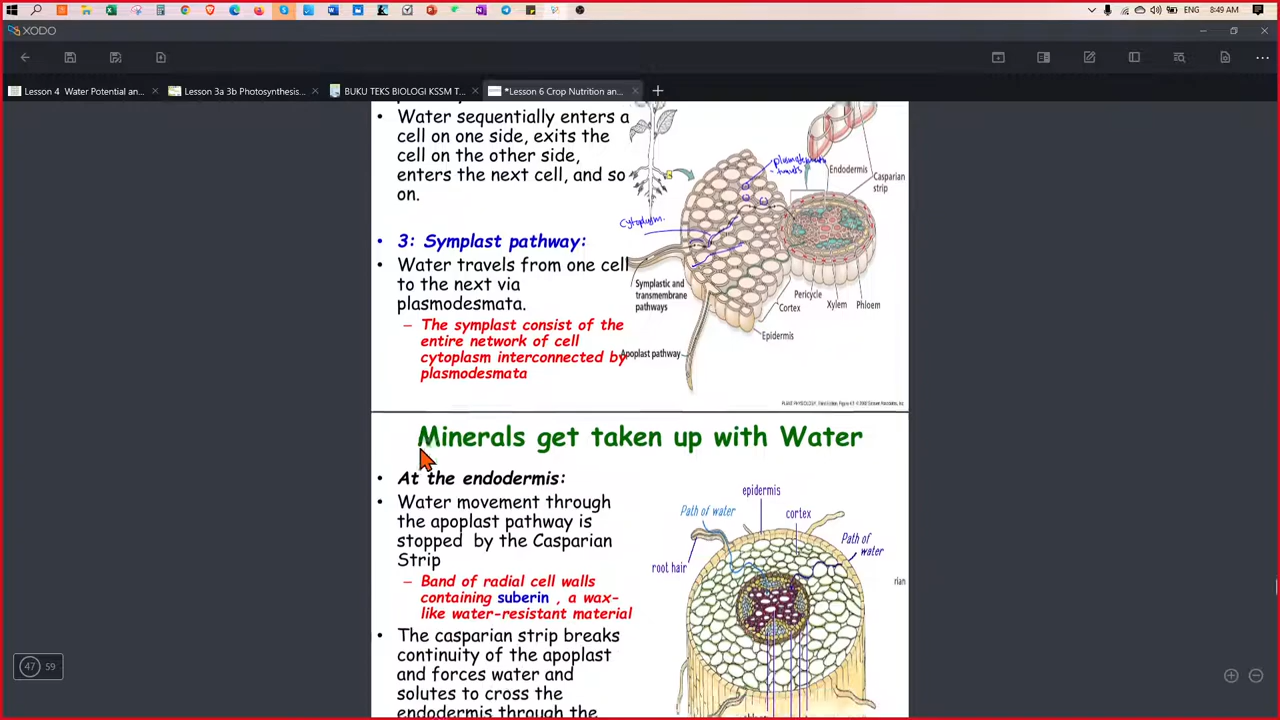 ENG
8:49 AM
XODO
Lesson 4 Water Potential an...
Lesson 3a 3b Photosynthesis...
BUKU TEKS BIOLOGI KSSM T...
*Lesson 6 Crop Nutrition an...
• Water sequentially enters a
cell on one side, exits the
cell on the other side,
enters the next cell, and so
on.
• 3: Symplast pathway:
• Water travels from one cell
to the next via
plasmodesmata.
– The symplast consist of the
entire network of cell
cytoplasm interconnected by
plasmodesmata
Cytoplasm.
Endodermis
Casparian
strip
Symplastic and
transmembrane
pathways
Pericycle
Xylem
Phloem
Cortex
Epidermis
Apoplast pathway
Minerals get taken up with Water
• At the endodermis:
• Water movement through
the apoplast pathway is
stopped by the Casparian
Strip
– Band of radial cell walls
containing suberin , a wax-
like water-resistant material
• The casparian strip breaks
continuity of the apoplast
and forces water and
solutes to cross the
endodermis through the
epidermis
Path of water
cortex
Path of
water
root hair
rian
47 59